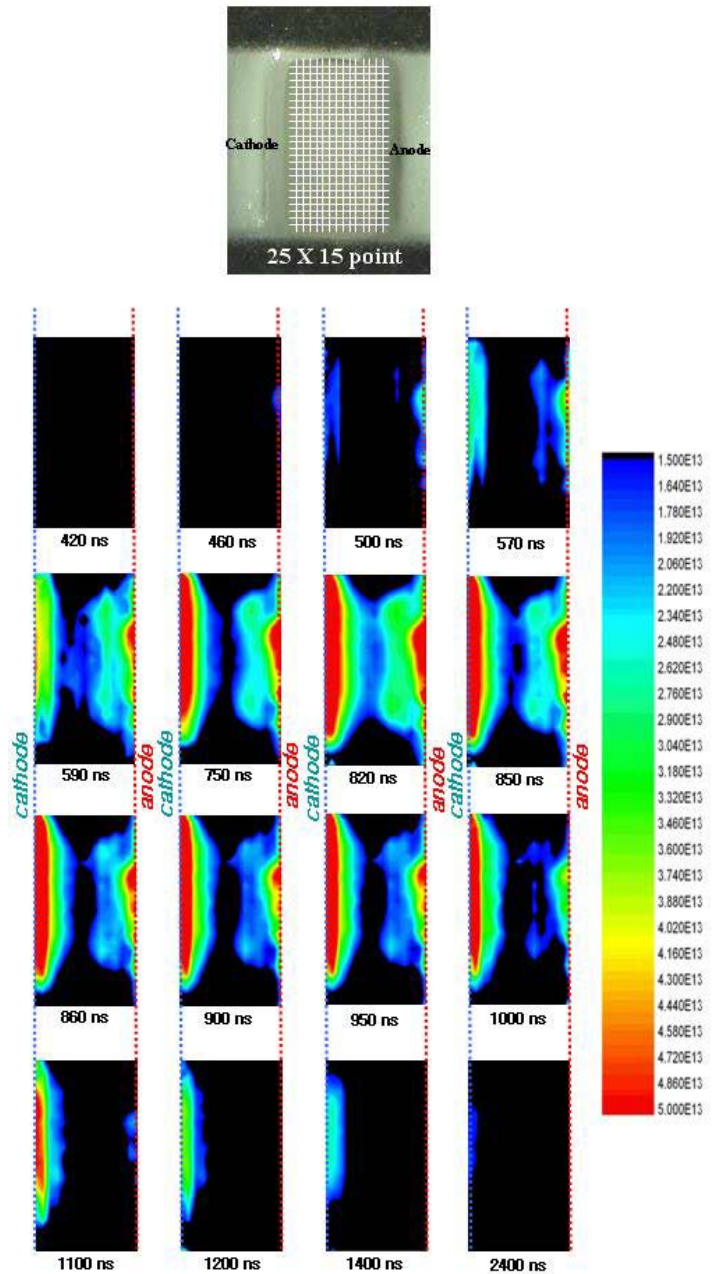 Cathode
Anode
25 X 15 point
420 ns
460 ns
500 ns
570 ns
590 ns
750 ns
820 ns
850 ns
cathode
anode
cathode
anode
cathode
anode
cathode
anode
860 ns
900 ns
950 ns
1000 ns
1100 ns
1200 ns
1400 ns
2400 ns
1.500E13
1.640E13
1.780E13
1.920E13
2.060E13
2.200E13
2.340E13
2.480E13
2.620E13
2.760E13
2.900E13
3.040E13
3.180E13
3.320E13
3.460E13
3.600E13
3.740E13
3.880E13
4.020E13
4.160E13
4.300E13
4.440E13
4.580E13
4.720E13
4.860E13
5.000E13